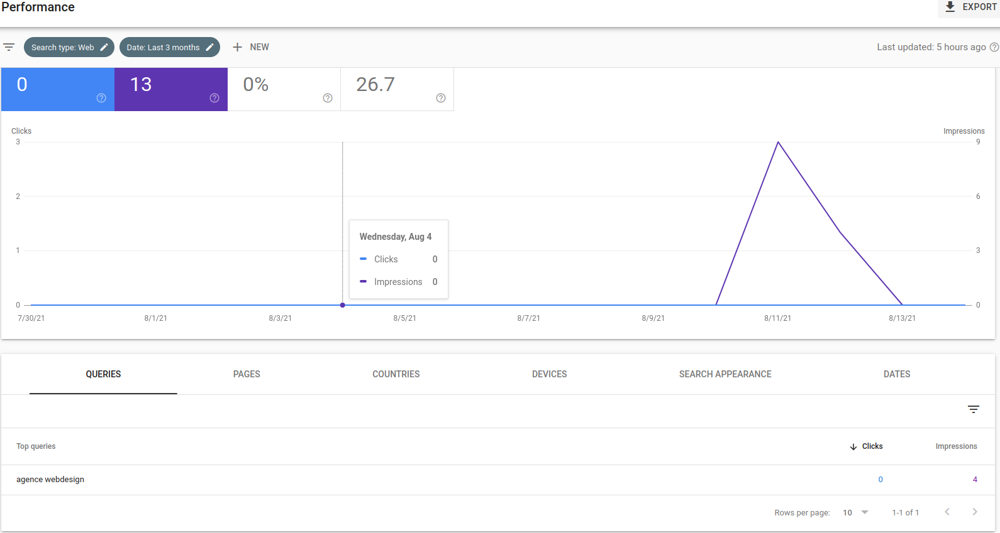 Performance
EXPORT
Search type: Web
Date: Last 3 months
NEW
Last updated: 5 hours ago
0
13
0%
26.7
Clicks
Impressions
3
9
2
6
1
3
0
0
Wednesday, Aug 4
Clicks 0
Impressions 0
7/30/21 8/1/21 8/3/21 8/5/21 8/7/21 8/9/21 8/11/21 8/13/21
QUERIES PAGES COUNTRIES DEVICES SEARCH APPEARANCE DATES
Top queries Clicks Impressions
agence webdesign 0 4
Rows per page: 10 1-1 of 1